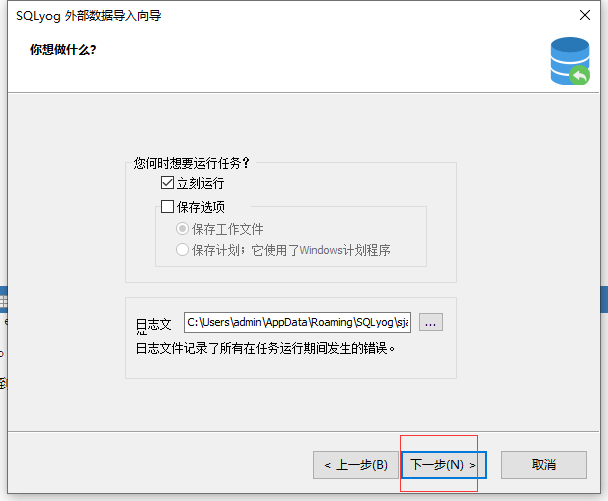 SQLyog 外部数据导入向导
你想做什么?
您何时想要运行任务?
立刻运行
保存选项
保存工作文件
保存计划：它使用了Windows计划程序
日志文
C:\Users\admin\AppData\Roaming\SQLyog\sja
...
日志文件记录了所有在任务运行期间发生的错误。
< 上一步(B)
下一步(N) >
取消